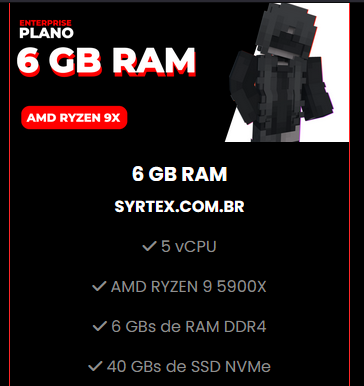 ENTERPRISE
PLANO
6 GB RAM
AMD RYZEN 9X
6 GB RAM
SYRTEX.COM.BR
5 vCPU
AMD RYZEN 9 5900X
6 GBs de RAM DDR4
40 GBs de SSD NVMe